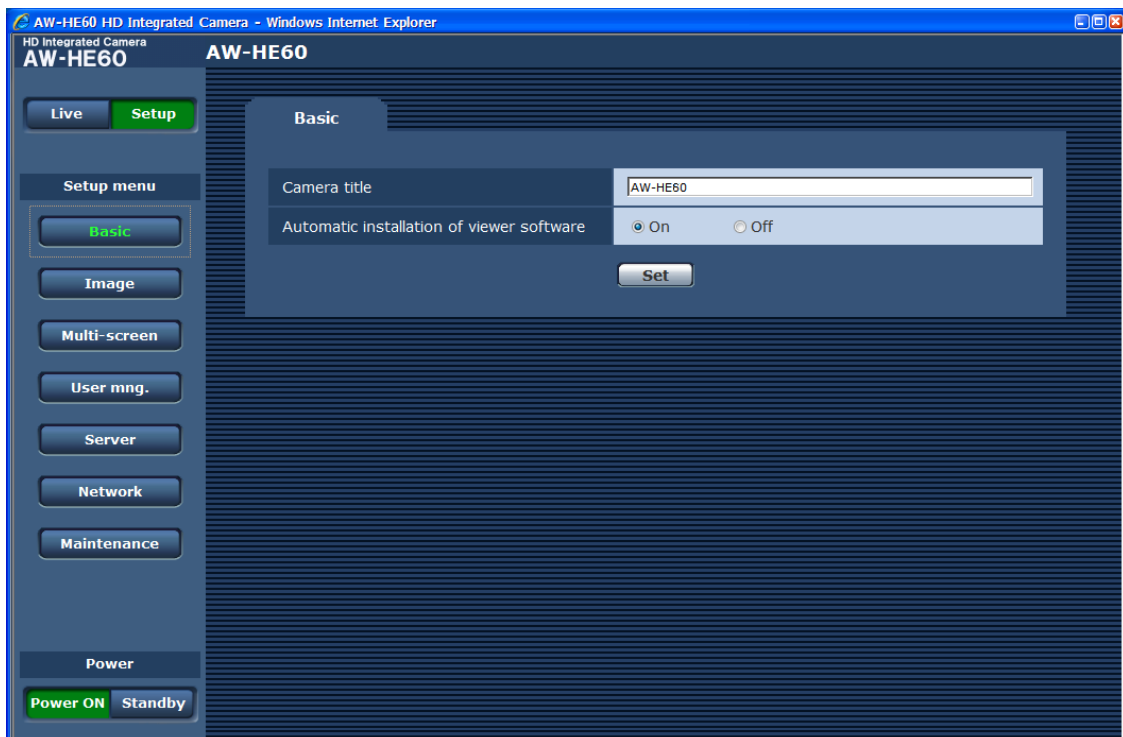 AW-HE60 HD Integrated Camera - Windows Internet Explorer
HD Integrated Camera
AW-HE60
AW-HE60
Live Setup
Basic
Camera title AW-HE60
Automatic installation of viewer software On Off
Set
Setup menu
Basic
Image
Multi-screen
User mng.
Server
Network
Maintenance
Power
Power ON Standby